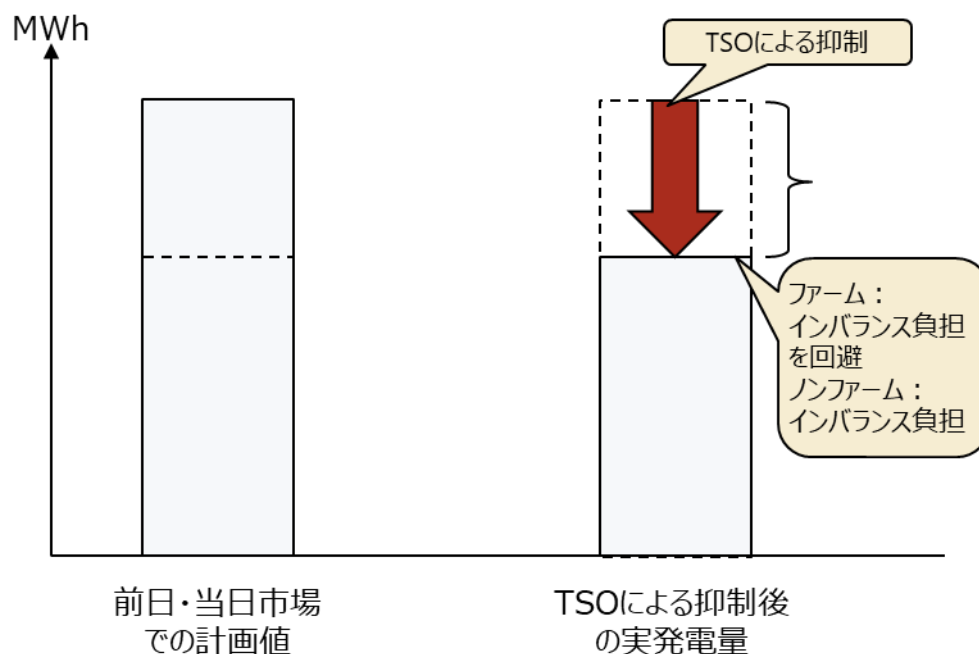 MWh
TSOによる抑制
ファーム：
インバランス負担
を回避
ノンファーム：
インバランス負担
前日・当日市場
での計画値
TSOによる抑制後
の実発電量